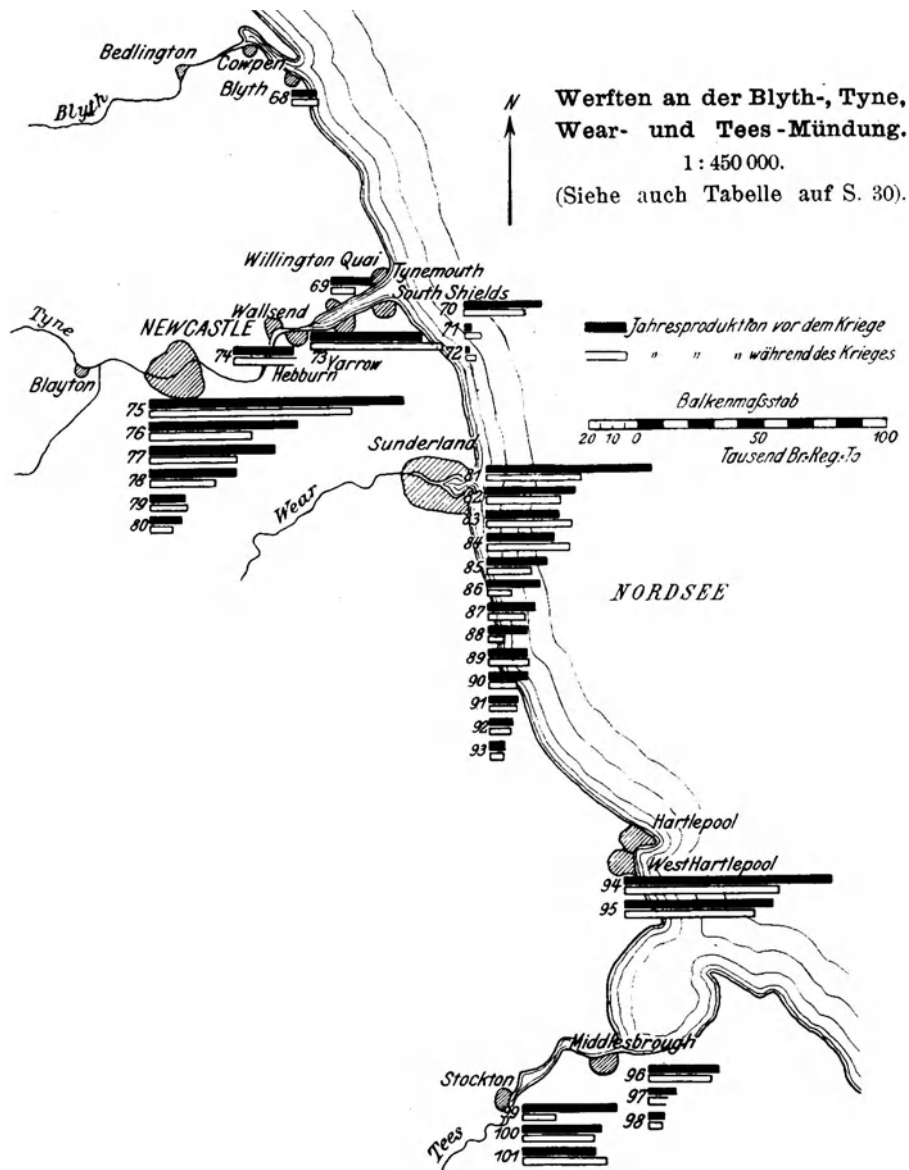 Bedlington
Cowpen
Blyth
Blyth
68
N
Werften an der Blyth-, Tyne,
Wear- und Tees-Mündung.
1 : 450 000.
(Siehe auch Tabelle auf S. 30).
Willington Quai
69
Tynemouth
South Shields
Wallsend
Tyne
NEWCASTLE
Blayton
70
71
72
73
Yarrow
74
Hebburn
Jahresproduktion vor dem Kriege
" " " während des Krieges
Balkenmaßstab
20 10 0 50 100
Tausend Br.-Reg.-To
75
76
77
78
79
80
Sunderland
Wear
81
82
83
84
85
86
87
88
89
90
91
92
93
NORDSEE
Hartlepool
West Hartlepool
94
95
Middlesbrough
Stockton
Tees
96
97
98
99
100
101